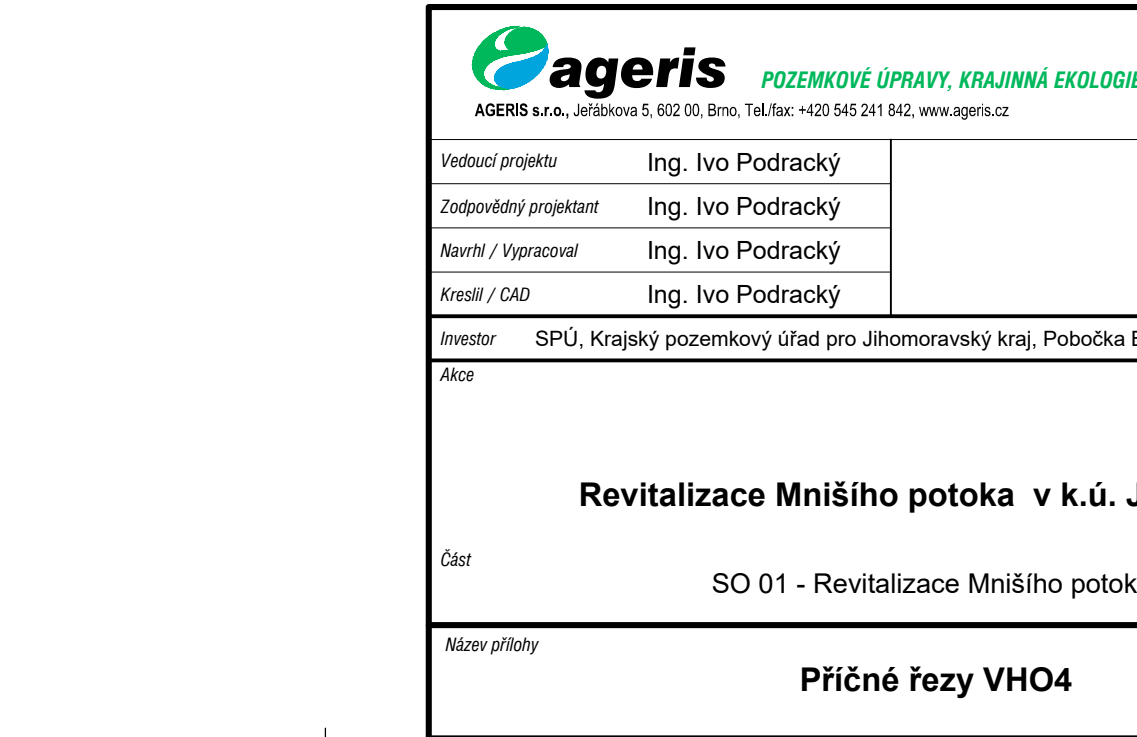 ageris POZEMKOVÉ ÚPRAVY, KRAJINNÁ EKOLOGIE
AGERIS s.r.o., Jeřábkova 5, 602 00, Brno, Tel./fax: +420 545 241 842, www.ageris.cz
Vedoucí projektu Ing. Ivo Podracký
Zodpovědný projektant Ing. Ivo Podracký
Navrhl / Vypracoval Ing. Ivo Podracký
Kreslil / CAD Ing. Ivo Podracký
Investor SPÚ, Krajský pozemkový úřad pro Jihomoravský kraj, Pobočka
Akce
Revitalizace Mnišího potoka v k.ú. J
Část
SO 01 - Revitalizace Mnišího potok
Název přílohy
Příčné řezy VHO4